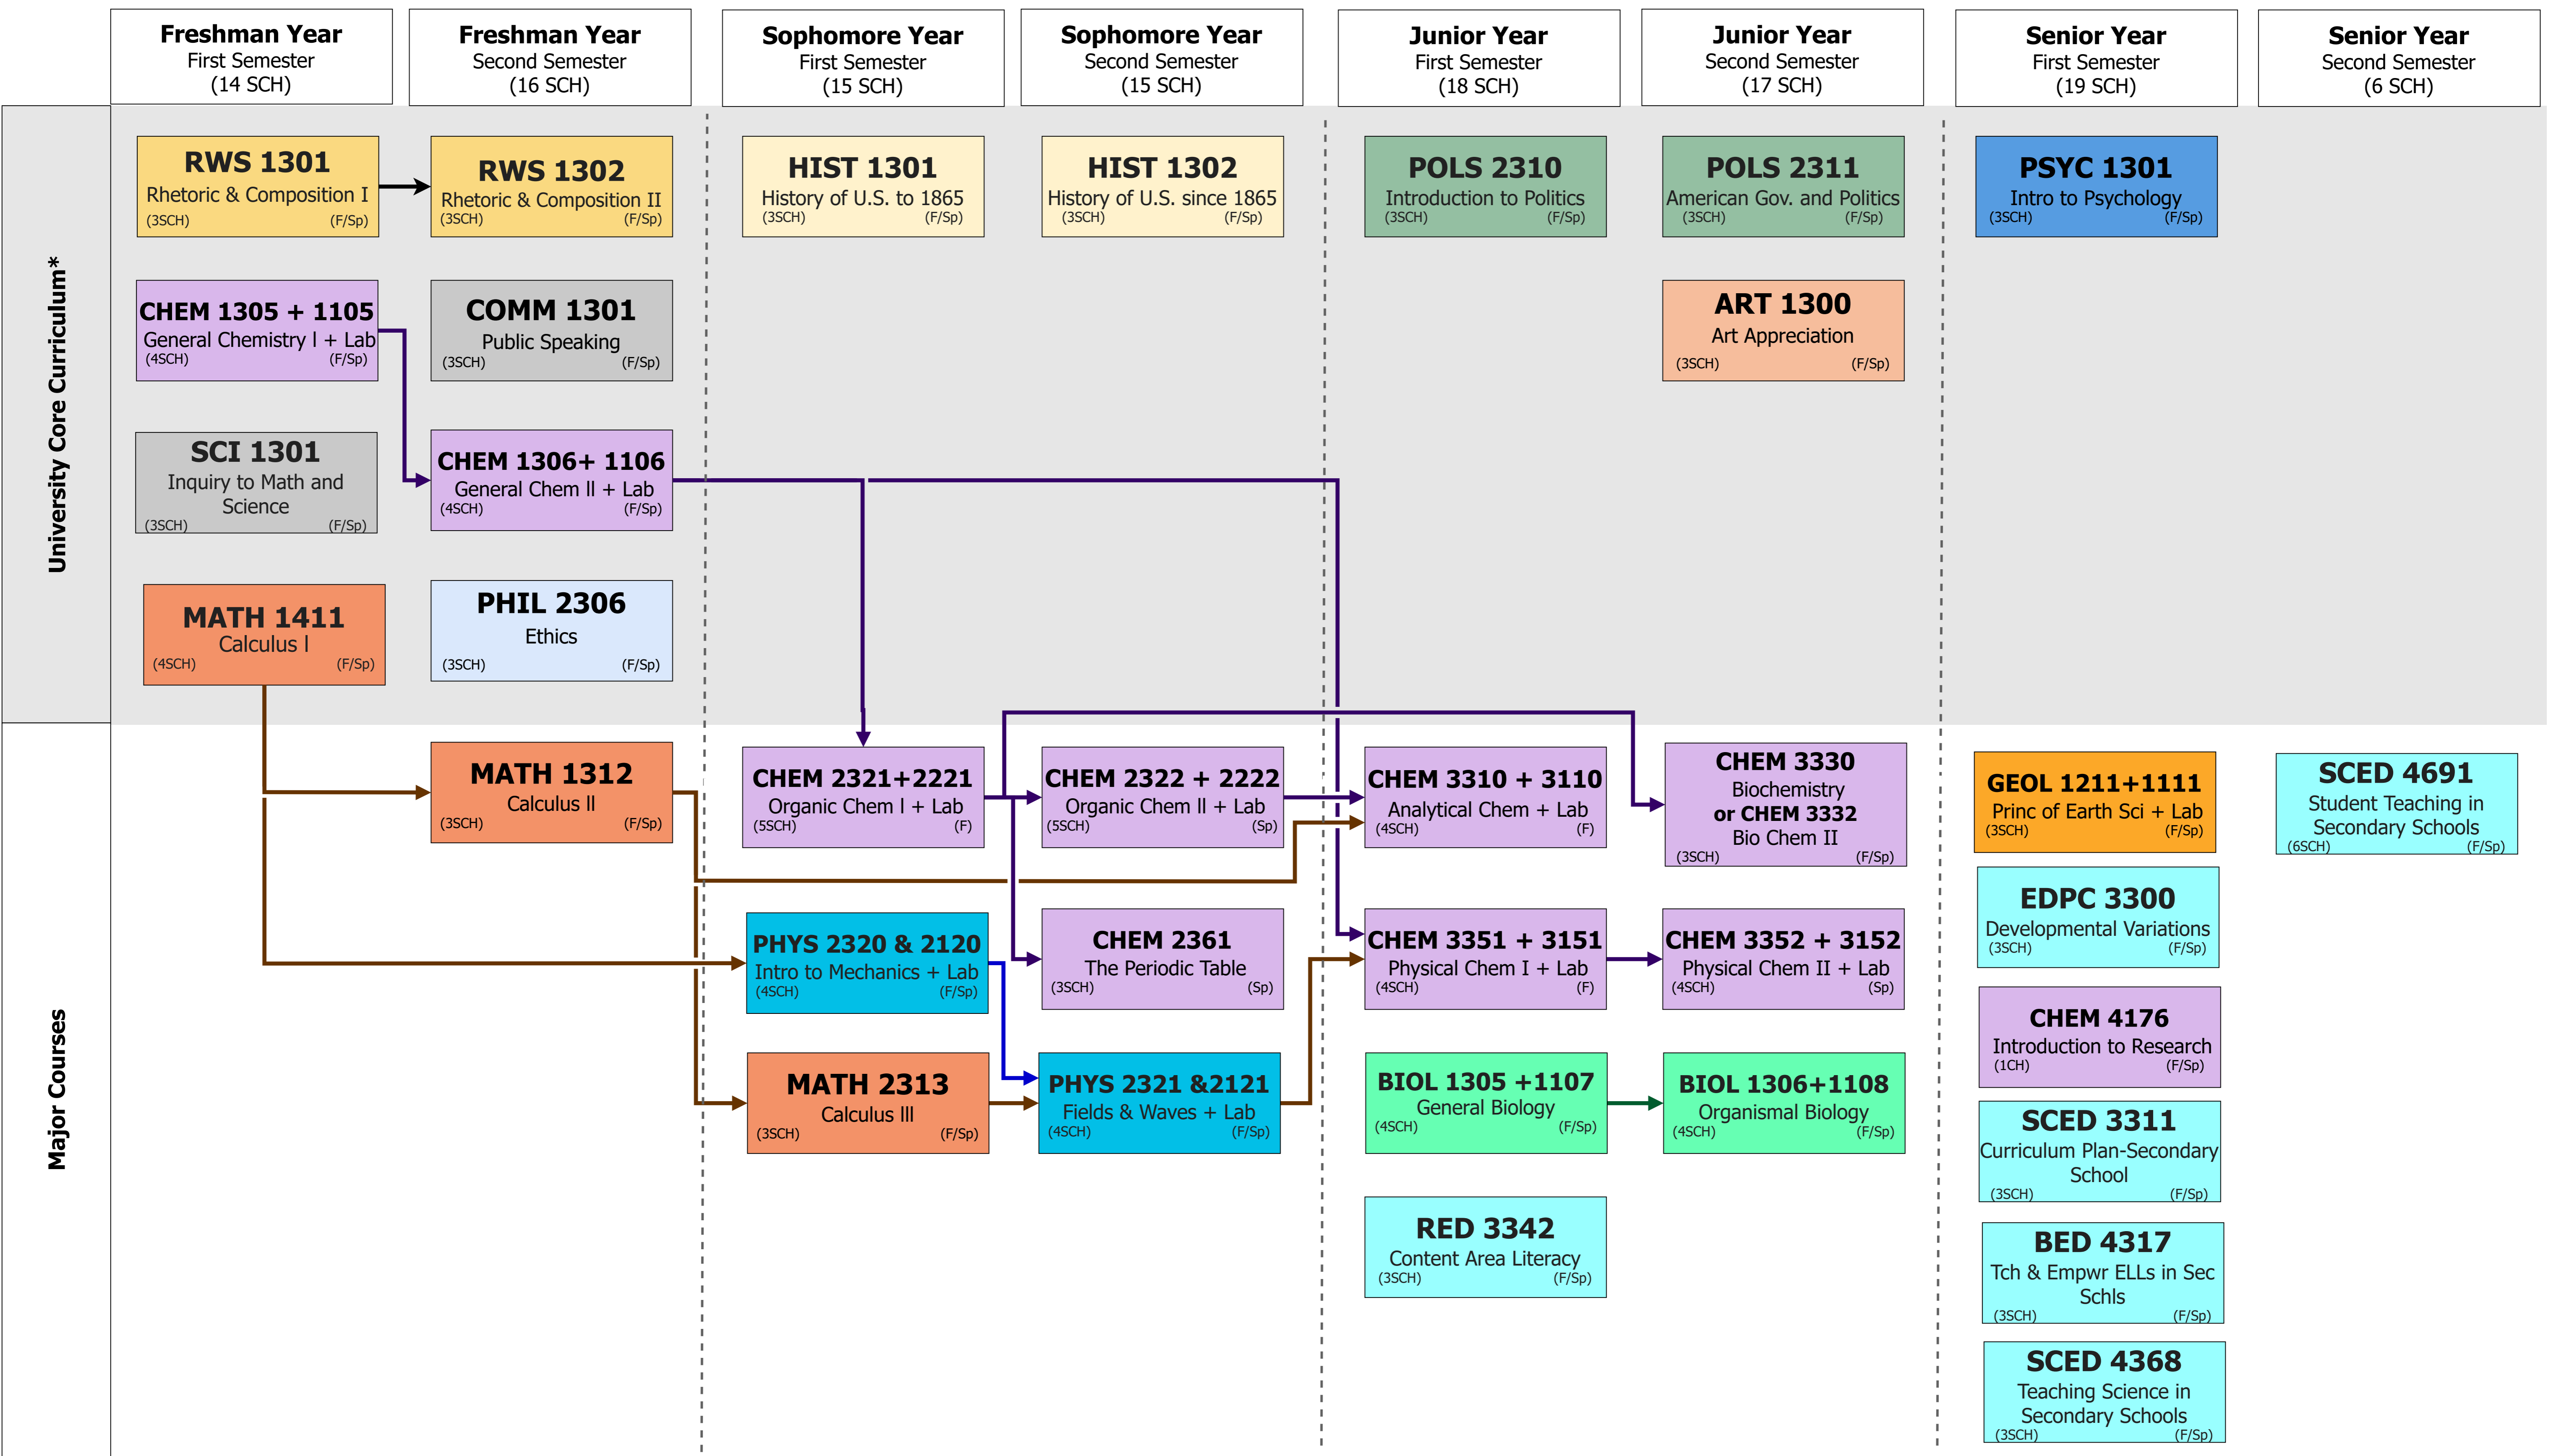 Freshman Year
First Semester
(14 SCH)
Freshman Year
Second Semester
(16 SCH)
Sophomore Year
First Semester
(15 SCH)
Sophomore Year
Second Semester
(15 SCH)
Junior Year
First Semester
(18 SCH)
Junior Year
Second Semester
(17 SCH)
Senior Year
First Semester
(19 SCH)
Senior Year
Second Semester
(6 SCH)
University Core Curriculum*
RWS 1301
Rhetoric & Composition I
(3SCH) (F/Sp)
RWS 1302
Rhetoric & Composition II
(3SCH) (F/Sp)
HIST 1301
History of U.S. to 1865
(3SCH) (F/Sp)
HIST 1302
History of U.S. since 1865
(3SCH) (F/Sp)
POLS 2310
Introduction to Politics
(3SCH) (F/Sp)
POLS 2311
American Gov. and Politics
(3SCH) (F/Sp)
PSYC 1301
Intro to Psychology
(3SCH) (F/Sp)
CHEM 1305 + 1105
General Chemistry l + Lab
(4SCH) (F/Sp)
COMM 1301
Public Speaking
(3SCH) (F/Sp)
ART 1300
Art Appreciation
(3SCH) (F/Sp)
SCI 1301
Inquiry to Math and
Science
(3SCH) (F/Sp)
CHEM 1306+ 1106
General Chem ll + Lab
(4SCH) (F/Sp)
MATH 1411
Calculus l
(4SCH) (F/Sp)
PHIL 2306
Ethics
(3SCH) (F/Sp)
Major Courses
MATH 1312
Calculus ll
(3SCH) (F/Sp)
CHEM 2321+2221
Organic Chem l + Lab
(5SCH) (F)
CHEM 2322 + 2222
Organic Chem ll + Lab
(5SCH) (Sp)
CHEM 3310 + 3110
Analytical Chem + Lab
(4SCH) (F)
CHEM 3330
Biochemistry
or CHEM 3332
Bio Chem II
(3SCH) (F/Sp)
GEOL 1211+1111
Princ of Earth Sci + Lab
(3SCH) (F/Sp)
SCED 4691
Student Teaching in
Secondary Schools
(6SCH) (F/Sp)
EDPC 3300
Developmental Variations
(3SCH) (F/Sp)
PHYS 2320 & 2120
Intro to Mechanics + Lab
(4SCH) (F/Sp)
CHEM 2361
The Periodic Table
(3SCH) (Sp)
CHEM 3351 + 3151
Physical Chem I + Lab
(4SCH) (F)
CHEM 3352 + 3152
Physical Chem II + Lab
(4SCH) (Sp)
CHEM 4176
Introduction to Research
(1CH) (F/Sp)
MATH 2313
Calculus lll
(3SCH) (F/Sp)
PHYS 2321 &2121
Fields & Waves + Lab
(4SCH) (F/Sp)
BIOL 1305 +1107
General Biology
(4SCH) (F/Sp)
BIOL 1306+1108
Organismal Biology
(4SCH) (F/Sp)
SCED 3311
Curriculum Plan-Secondary
School
(3SCH) (F/Sp)
RED 3342
Content Area Literacy
(3SCH) (F/Sp)
BED 4317
Tch & Empwr ELLs in Sec
Schls
(3SCH) (F/Sp)
SCED 4368
Teaching Science in
Secondary Schools
(3SCH) (F/Sp)